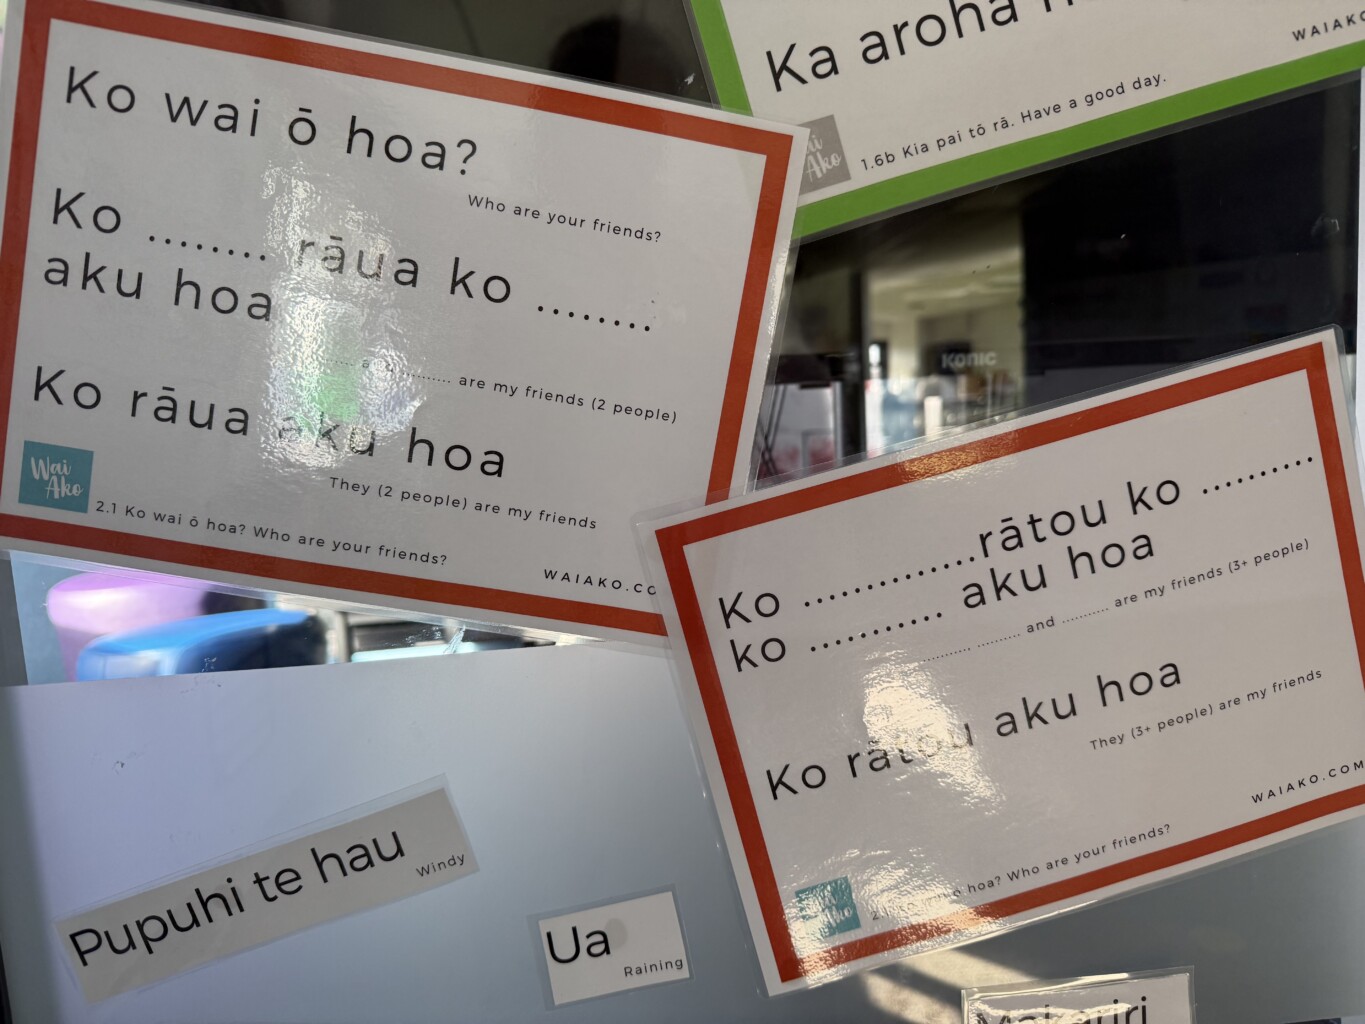 Ko wai ō hoa?
Who are your friends?
Ko ........ rāua ko ........
aku hoa
.......... are my friends (2 people)
Ko rāua aku hoa
They (2 people) are my friends
Wai
Ako
2.1 Ko wai ō hoa? Who are your friends?
WAIAKO.CO
Ka aroha
WAIAKO
Ako
1.6b Kia pai tō rā. Have a good day.
KONIC
Ko ..............rātou ko ..........
ko ........... aku hoa
........... .......... and .......... are my friends (3+ people)
Ko rātou aku hoa
They (3+ people) are my friends
WAIAKO.COM
ō hoa? Who are your friends?
Pupuhi te hau
Windy
Ua
Raining
Makariri